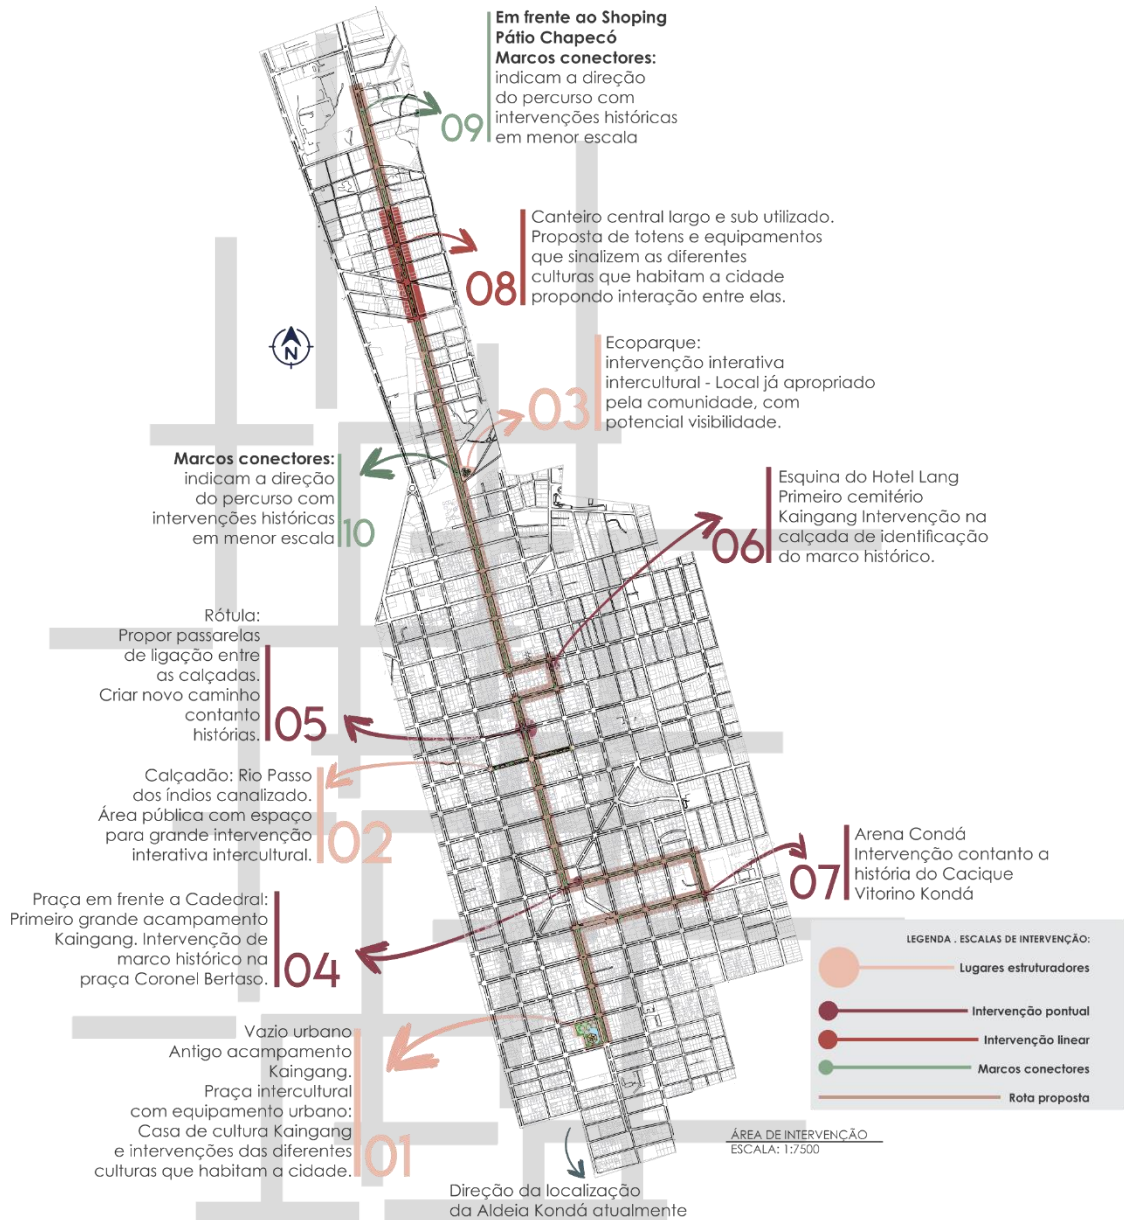 Em frente ao Shoping
Pátio Chapecó
Marcos conectores:
indicam a direção
do percurso com
intervenções históricas
em menor escala
09
Canteiro central largo e sub utilizado.
Proposta de totens e equipamentos
que sinalizem as diferentes
culturas que habitam a cidade
propondo interação entre elas.
08
N
Ecoparque:
intervenção interativa
intercultural - Local já apropriado
pela comunidade, com
potencial visibilidade.
03
Marcos conectores:
indicam a direção
do percurso com
intervenções históricas
em menor escala
10
Esquina do Hotel Lang
Primeiro cemitério
Kaingang Intervenção na
calçada de identificação
do marco histórico.
06
Rótula:
Propor passarelas
de ligação entre
as calçadas.
Criar novo caminho
contanto
histórias.
05
Calçadão: Rio Passo
dos índios canalizado.
Área pública com espaço
para grande intervenção
interativa intercultural.
02
Arena Condá
Intervenção contanto a
história do Cacique
Vitorino Kondá
07
Praça em frente a Cadedral:
Primeiro grande acampamento
Kaingang. Intervenção de
marco histórico na
praça Coronel Bertaso.
04
Vazio urbano
Antigo acampamento
Kaingang.
Praça intercultural
com equipamento urbano:
Casa de cultura Kaingang
e intervenções das diferentes
culturas que habitam a cidade.
01
LEGENDA . ESCALAS DE INTERVENÇÃO:
Lugares estruturadores
Intervenção pontual
Intervenção linear
Marcos conectores
Rota proposta
ÁREA DE INTERVENÇÃO
ESCALA: 1:7500
Direção da localização
da Aldeia Kondá atualmente